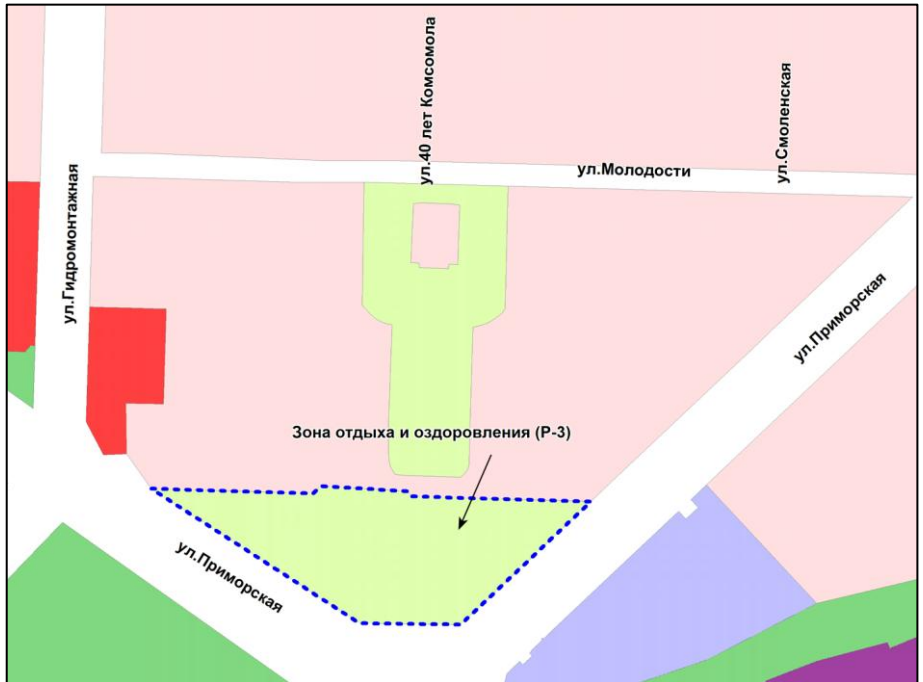 ул.40 лет Комсомола
ул.Смоленская
ул.Молодости
ул.Гидромонтажная
ул.Приморская
Зона отдыха и оздоровления (Р-3)
ул.Приморская